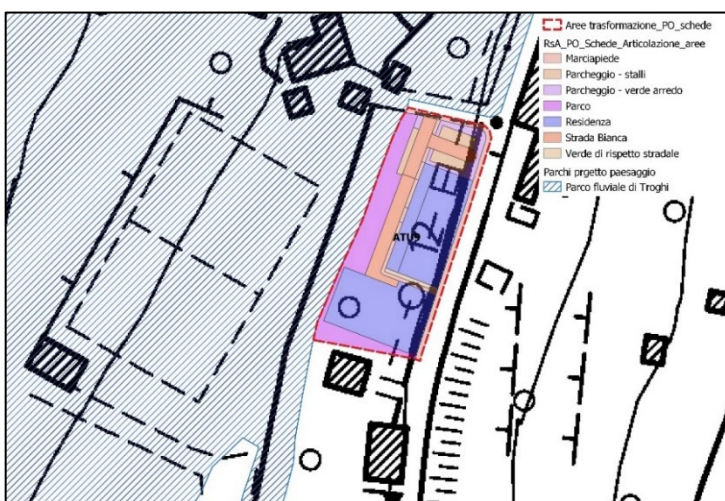 Aree trasformazione_PO_schede
RsA_PO_Schede_Articolazione_aree
Marciapiede
Parcheggio - stalli
Parcheggio - verde arredo
Parco
Residenza
Strada Bianca
Verde di rispetto stradale
Parchi prgetto paesaggio
Parco fluviale di Troghi
12